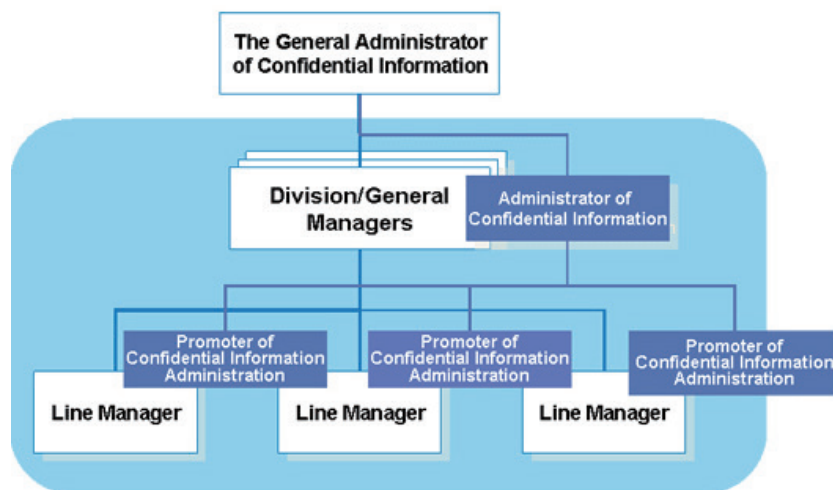 The General Administrator
of Confidential Information
Division/General
Managers
Administrator of
Confidential Information
Promoter of
Confidential Information
Administration
Promoter of
Confidential Information
Administration
Promoter of
Confidential Information
Administration
Line Manager
Line Manager
Line Manager